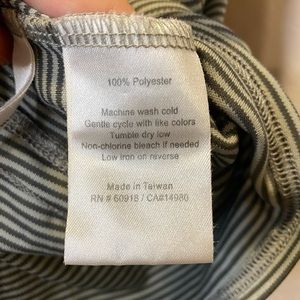 100% Polyester
Machine wash cold
Gentle cycle with like colors
Tumble dry low
Non-chlorine bleach if needed
Low iron on reverse
Made in Taiwan
RN # 60918 / CA#14980